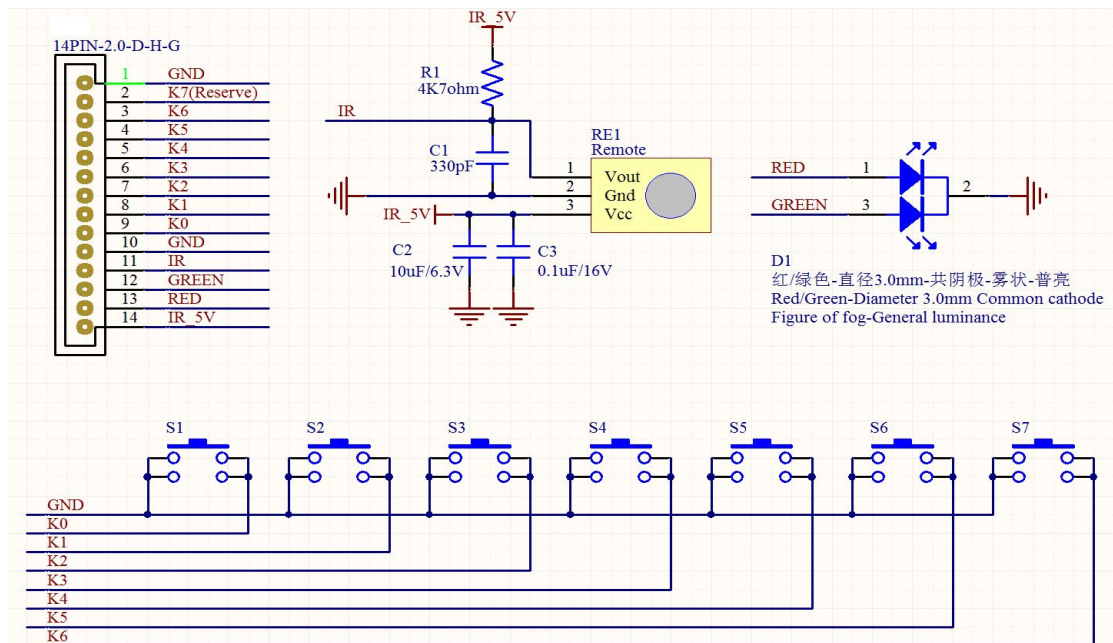 14PIN-2.0-D-H-G
1 GND
2 K7(Reserve)
3 K6
4 K5
5 K4
6 K3
7 K2
8 K1
9 K0
10 GND
11 IR
12 GREEN
13 RED
14 IR_5V
IR_5V
R1
4K7ohm
IR
C1
330pF
RE1
Remote
1 Vout
2 Gnd
3 Vcc
IR_5V
C2
10uF/6.3V
C3
0.1uF/16V
RED 1
2
GREEN 3
D1
红/绿色-直径3.0mm-共阴极-雾状-普亮
Red/Green-Diameter 3.0mm Common cathode
Figure of fog-General luminance
S1 S2 S3 S4 S5 S6 S7
GND
K0
K1
K2
K3
K4
K5
K6